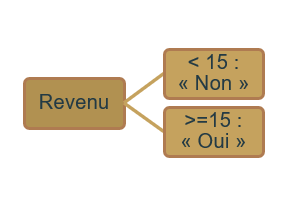 Revenu
< 15 :
« Non »
>=15 :
« Oui »